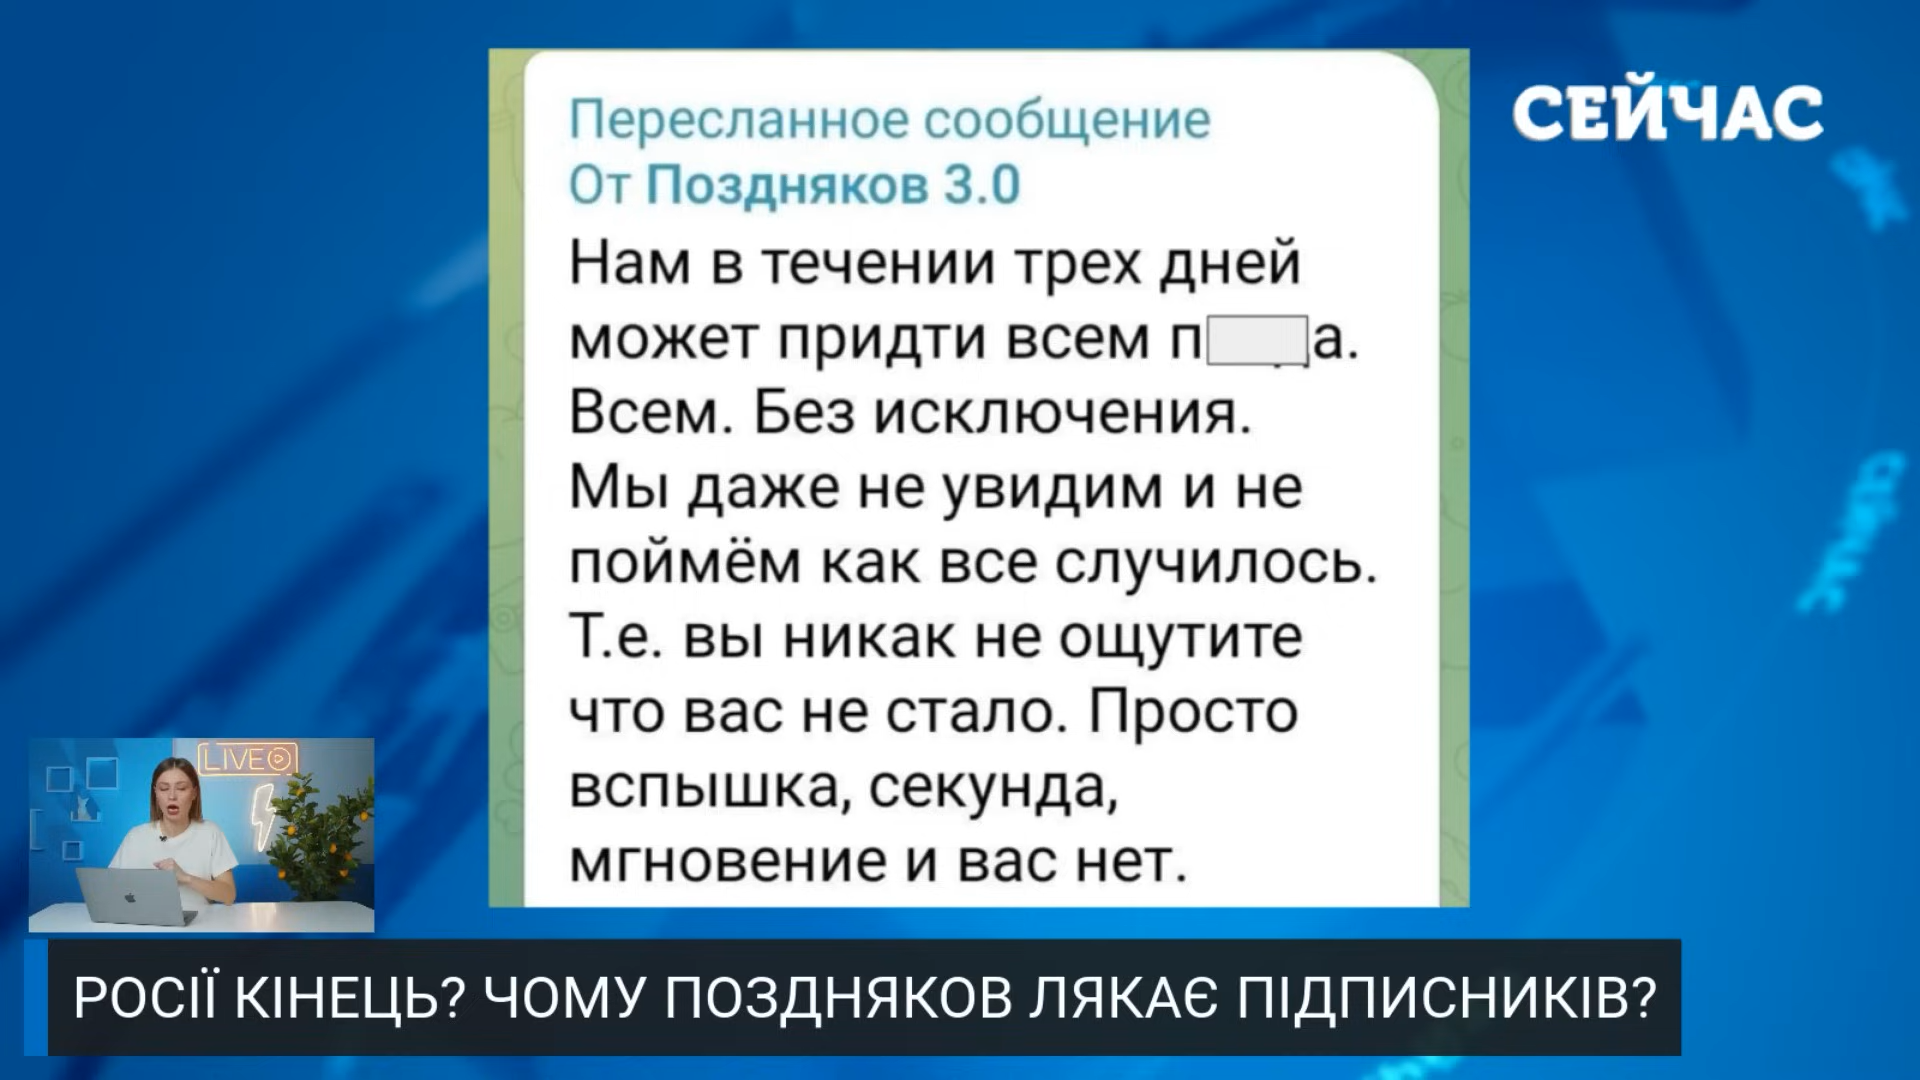 Пересланное сообщение
От Поздняков 3.0
Нам в течении трех дней
может придти всем п а.
Всем. Без исключения.
Мы даже не увидим и не
поймём как все случилось.
Т.е. вы никак не ощутите
что вас не стало. Просто
вспышка, секунда,
мгновение и вас нет.
СЕЙЧАС
LIVE
РОСІЇ КІНЕЦЬ? ЧОМУ ПОЗДНЯКОВ ЛЯКАЄ ПІДПИСНИКІВ?